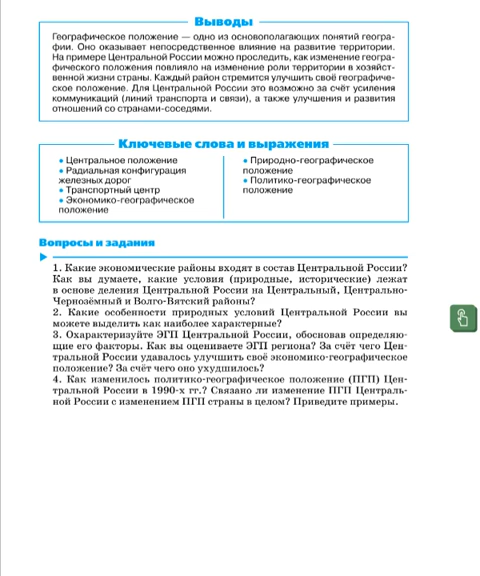 Выводы
Географическое положение — одно из основополагающих понятий геогра-
фии. Оно оказывает непосредственное влияние на развитие территории.
На примере Центральной России можно проследить, как изменение геогра-
фического положения повлияло на изменение роли территории в хозяйст-
венной жизни страны. Каждый район стремится улучшить своё географиче-
ское положение. Для Центральной России это возможно за счёт усиления
коммуникаций (линий транспорта и связи), а также улучшения и развития
отношений со странами-соседями.
Ключевые слова и выражения
• Центральное положение
• Радиальная конфигурация
железных дорог
• Транспортный центр
• Экономико-географическое
положение
• Природно-географическое
положение
• Политико-географическое
положение
Вопросы и задания
1. Какие экономические районы входят в состав Центральной России?
Как вы думаете, какие условия (природные, исторические) лежат
в основе деления Центральной России на Центральный, Центрально-
Чернозёмный и Волго-Вятский районы?
2. Какие особенности природных условий Центральной России вы
можете выделить как наиболее характерные?
3. Охарактеризуйте ЭГП Центральной России, обосновав определяю-
щие его факторы. Как вы оцениваете ЭГП региона? За счёт чего Цен-
тральной России удавалось улучшить своё экономико-географическое
положение? За счёт чего оно ухудшилось?
4. Как изменилось политико-географическое положение (ПГП) Цен-
тральной России в 1990-х гг.? Связано ли изменение ПГП Централь-
ной России с изменением ПГП страны в целом? Приведите примеры.